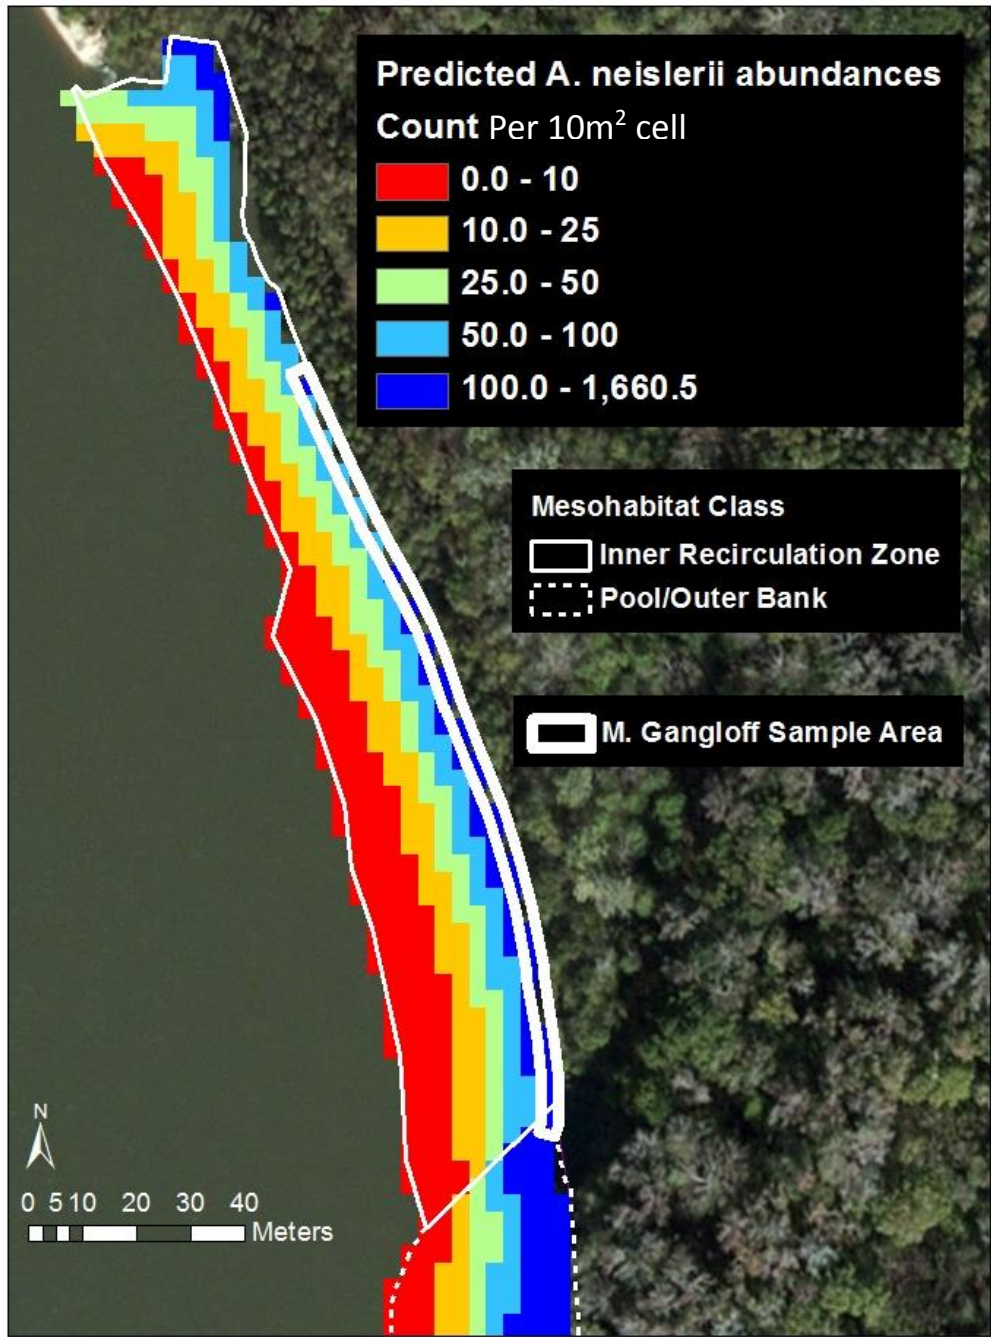 Predicted A. neislerii abundances
Count Per 10m² cell
0.0 - 10
10.0 - 25
25.0 - 50
50.0 - 100
100.0 - 1,660.5
Mesohabitat Class
Inner Recirculation Zone
Pool/Outer Bank
M. Gangloff Sample Area
N
0 5 10 20 30 40
Meters